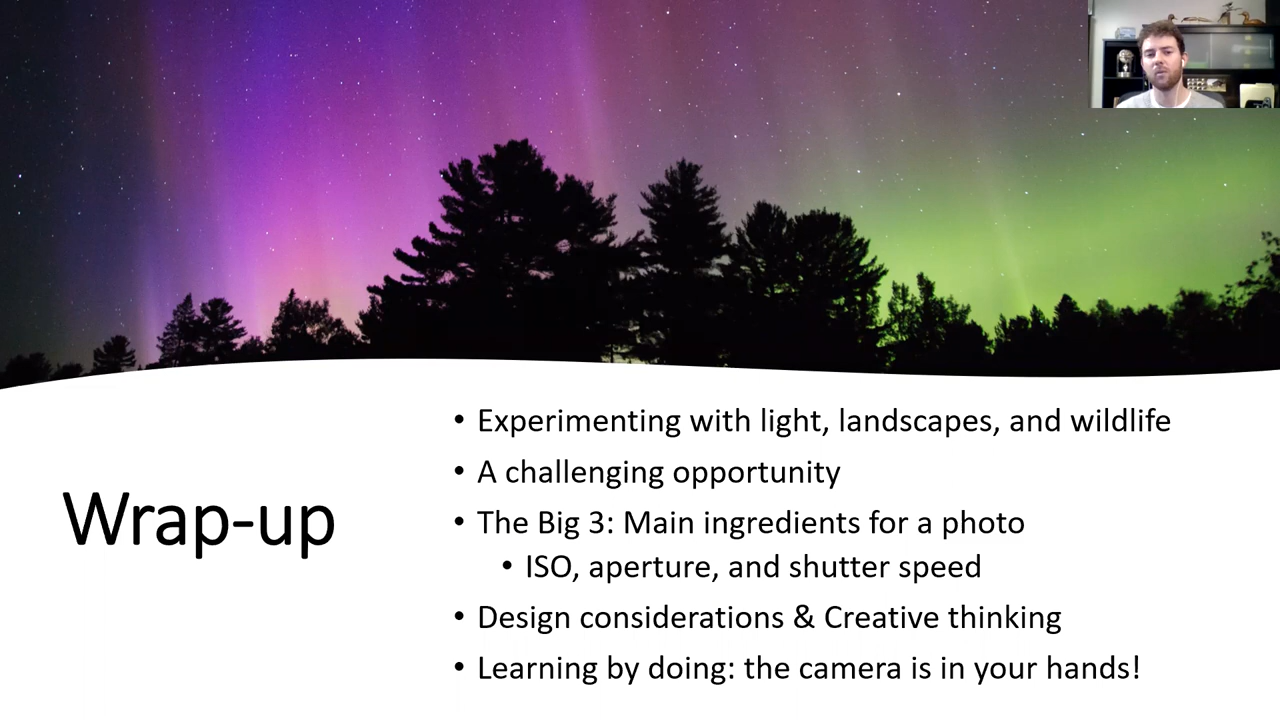 Wrap-up
• Experimenting with light, landscapes, and wildlife
• A challenging opportunity
• The Big 3: Main ingredients for a photo
• ISO, aperture, and shutter speed
• Design considerations & Creative thinking
• Learning by doing: the camera is in your hands!